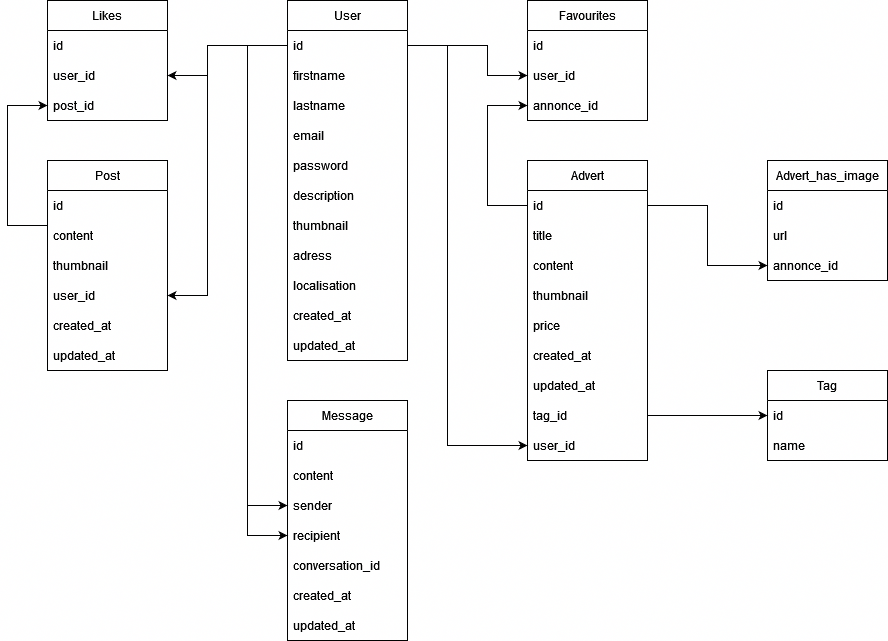 Likes
id
user_id
post_id
User
id
firstname
lastname
email
password
description
thumbnail
adress
localisation
created_at
updated_at
Favourites
id
user_id
annonce_id
Post
id
content
thumbnail
user_id
created_at
updated_at
Advert
id
title
content
thumbnail
price
created_at
updated_at
tag_id
user_id
Advert_has_image
id
url
annonce_id
Message
id
content
sender
recipient
conversation_id
created_at
updated_at
Tag
id
name